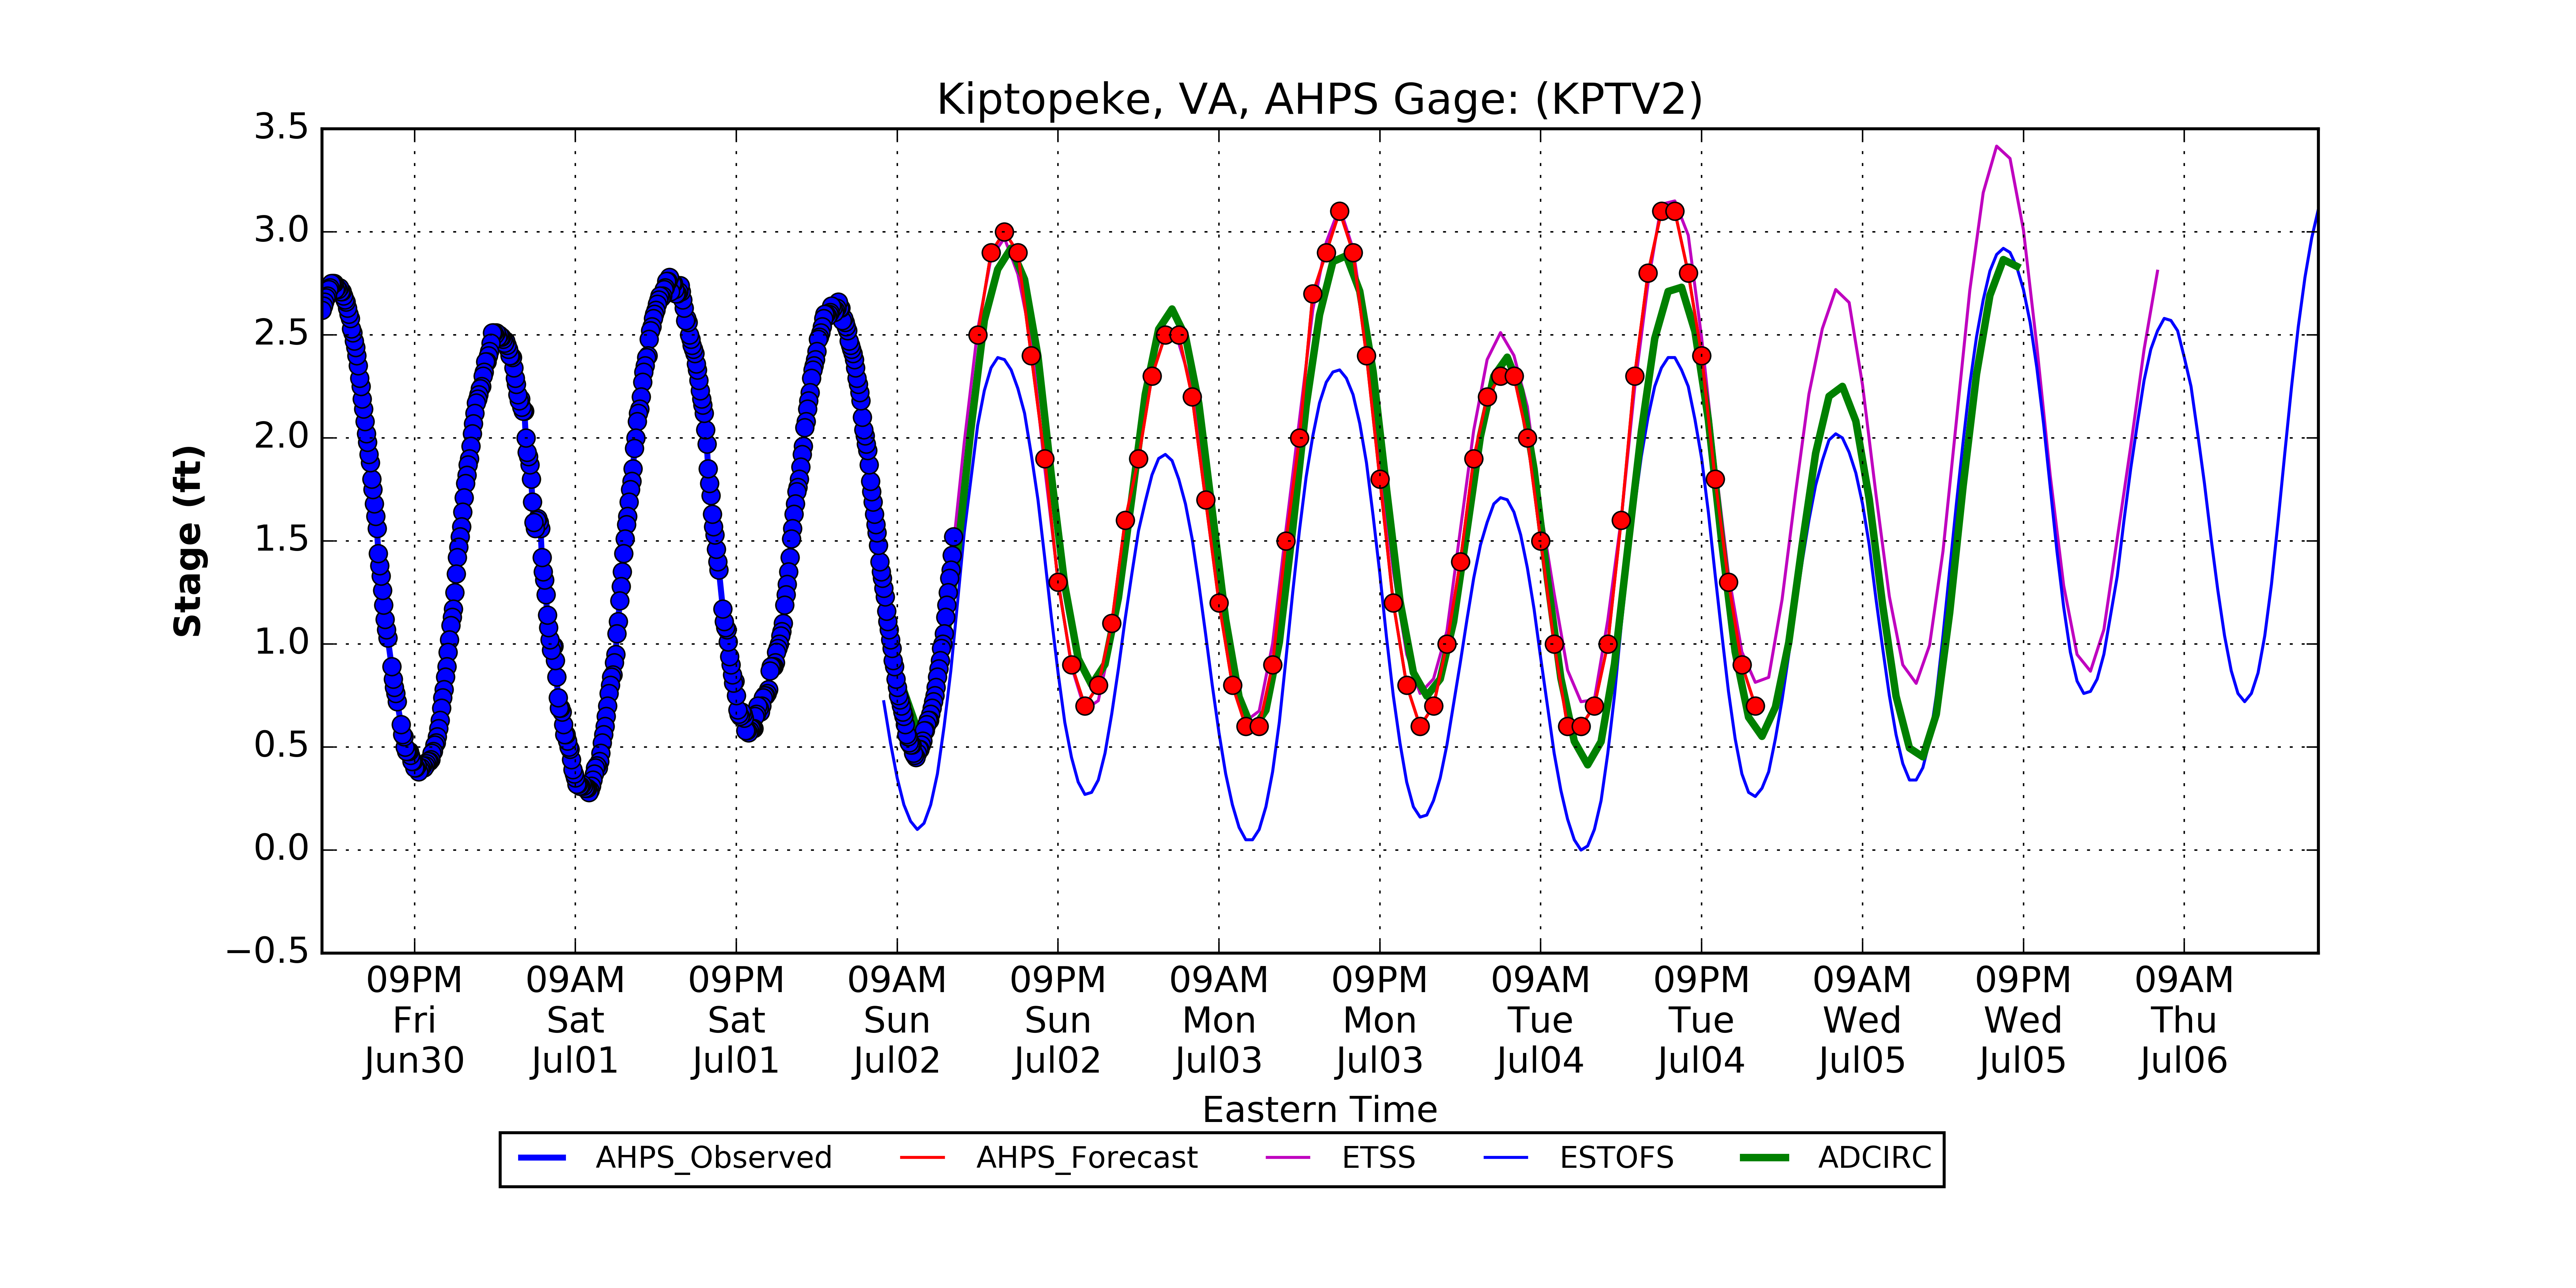 Kiptopeke, VA, AHPS Gage: (KPTV2)
Stage (ft)
3.5
3.0
2.5
2.0
1.5
1.0
0.5
0.0
−0.5
09PM 09AM 09PM 09AM 09PM 09AM 09PM 09AM 09PM 09AM 09PM 09AM
Fri Sat Sat Sun Sun Mon Mon Tue Tue Wed Wed Thu
Jun30 Jul01 Jul01 Jul02 Jul02 Jul03 Jul03 Jul04 Jul04 Jul05 Jul05 Jul06
Eastern Time
AHPS_Observed AHPS_Forecast ETSS ESTOFS ADCIRC